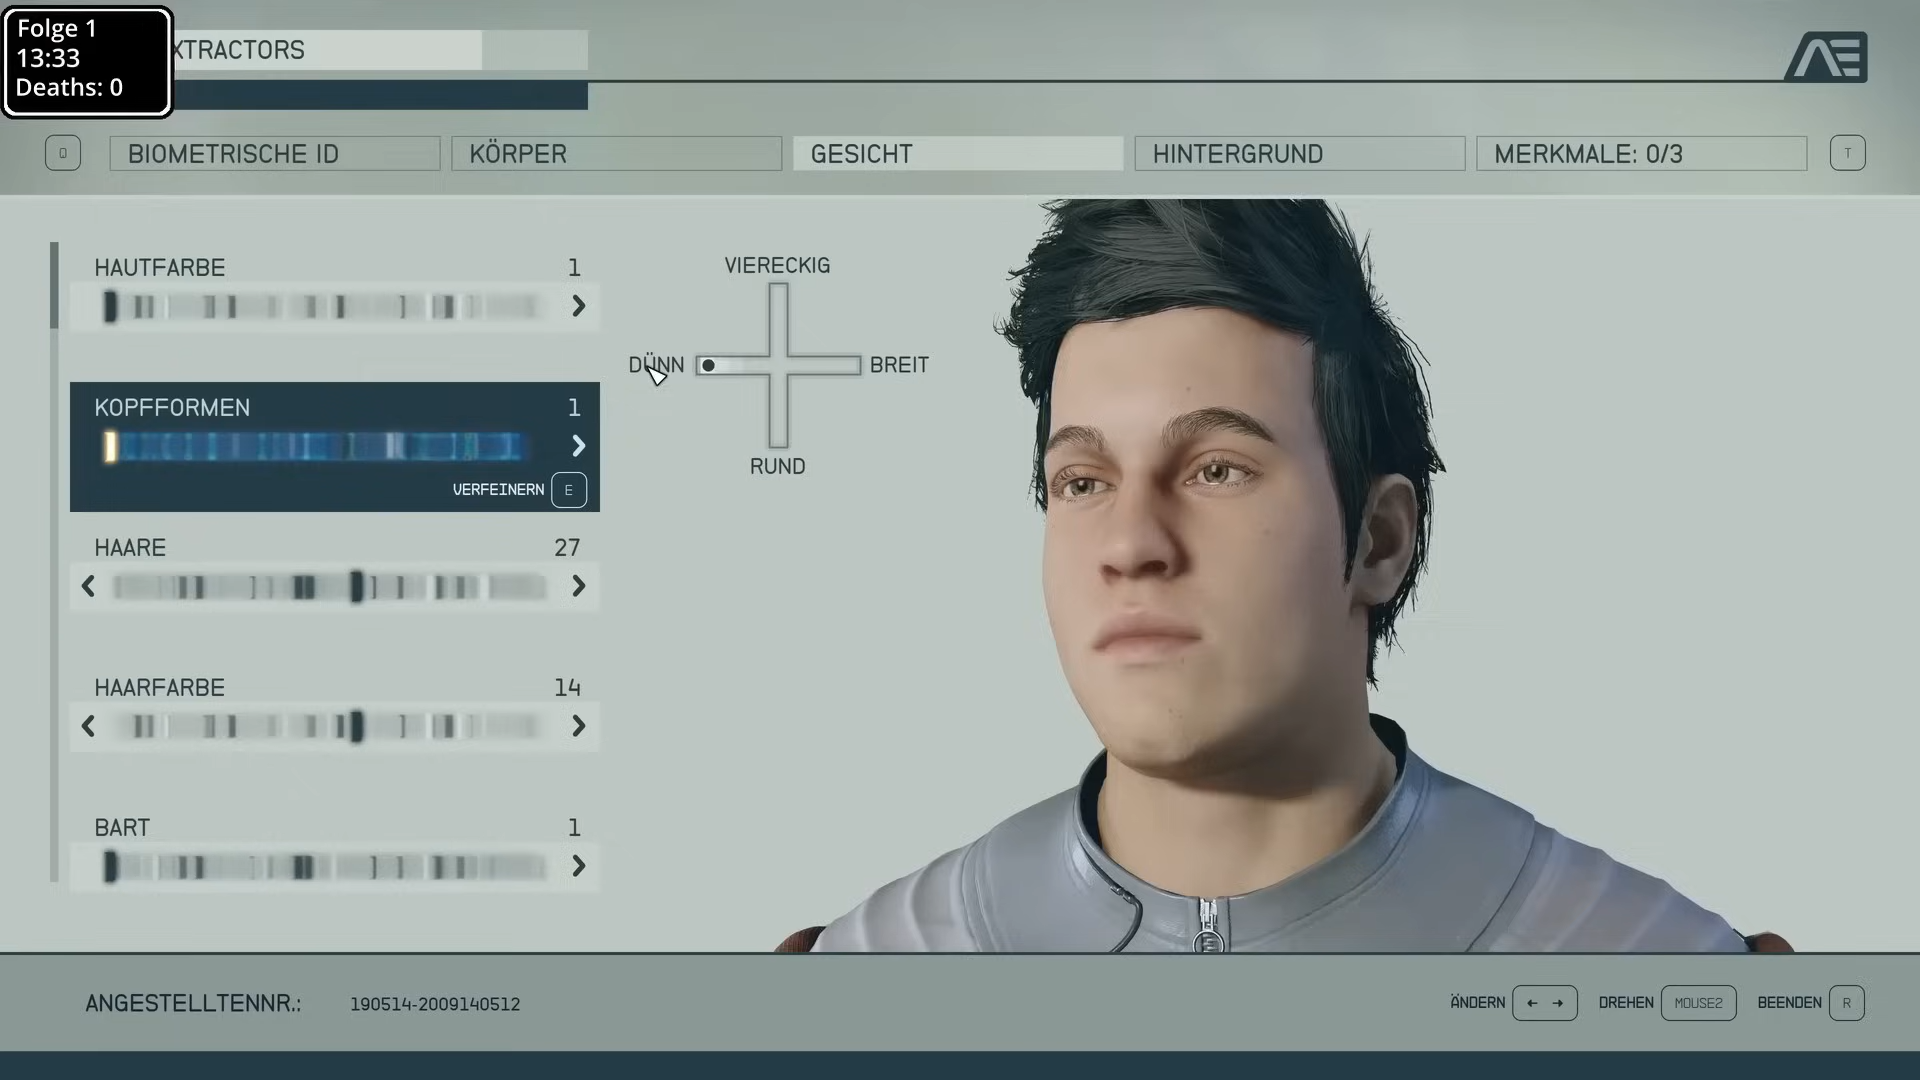 Folge 1
13:33
Deaths: 0
XTRACTORS
AE
Q
BIOMETRISCHE ID
KÖRPER
GESICHT
HINTERGRUND
MERKMALE: 0/3
T
HAUTFARBE 1
KOPFFORMEN 1
VERFEINERN E
HAARE 27
HAARFARBE 14
BART 1
VIERECKIG
DÜNN
BREIT
RUND
ANGESTELLTENNR.: 190514-2009140512
ÄNDERN
DREHEN MOUSE2
BEENDEN R